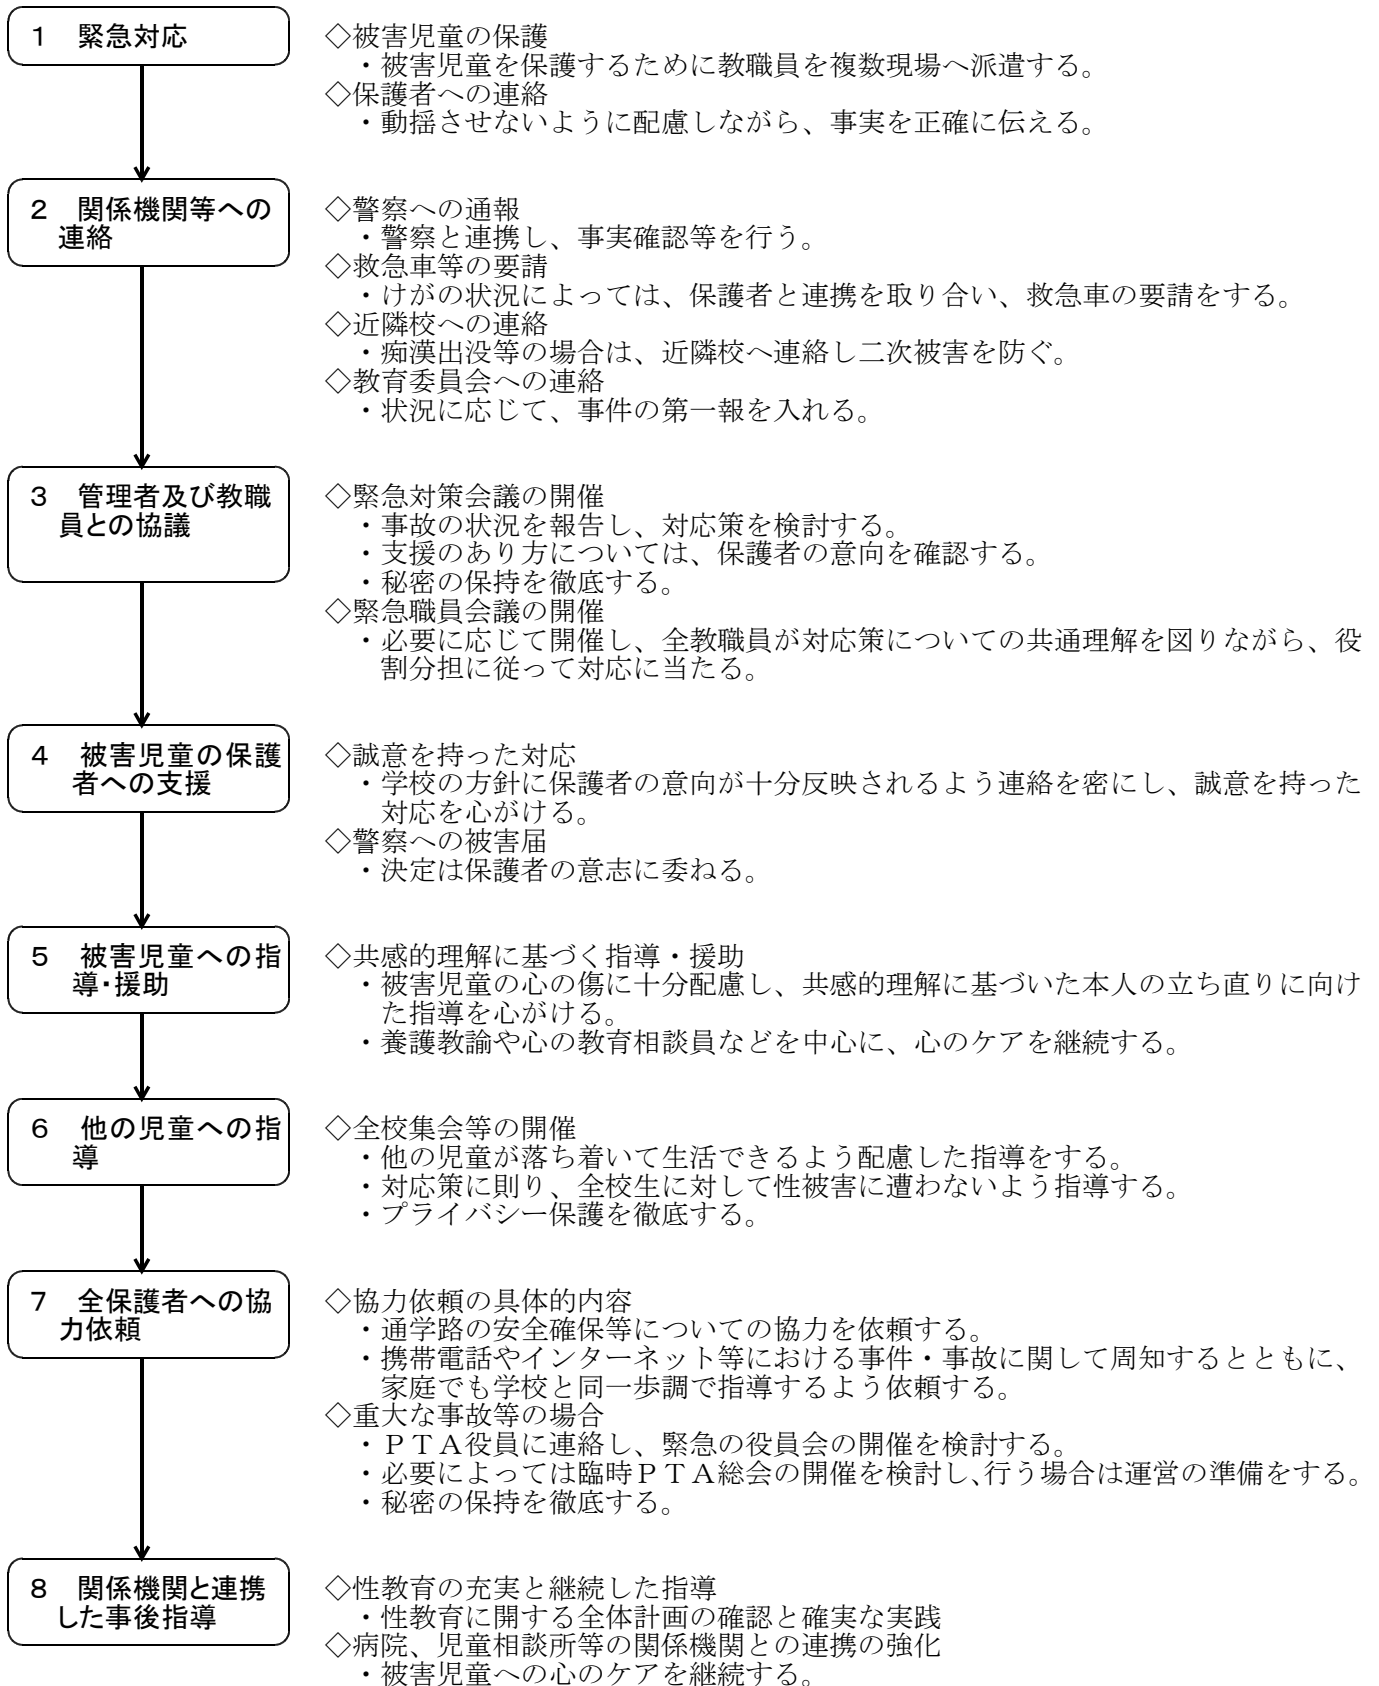 １　緊急対応
◇被害児童の保護
・被害児童を保護するために教職員を複数現場へ派遣する。
◇保護者への連絡
・動揺させないように配慮しながら、事実を正確に伝える。
２　関係機関等への
連絡
◇警察への通報
・警察と連携し、事実確認等を行う。
◇救急車等の要請
・けがの状況によっては、保護者と連携を取り合い、救急車の要請をする。
◇近隣校への連絡
・痴漢出没等の場合は、近隣校へ連絡し二次被害を防ぐ。
◇教育委員会への連絡
・状況に応じて、事件の第一報を入れる。
３　管理者及び教職
員との協議
◇緊急対策会議の開催
・事故の状況を報告し、対応策を検討する。
・支援のあり方については、保護者の意向を確認する。
・秘密の保持を徹底する。
◇緊急職員会議の開催
・必要に応じて開催し、全教職員が対応策についての共通理解を図りながら、役
割分担に従って対応に当たる。
４　被害児童の保護
者への支援
◇誠意を持った対応
・学校の方針に保護者の意向が十分反映されるよう連絡を密にし、誠意を持った
対応を心がける。
◇警察への被害届
・決定は保護者の意志に委ねる。
５　被害児童への指
導・援助
◇共感的理解に基づく指導・援助
・被害児童の心の傷に十分配慮し、共感的理解に基づいた本人の立ち直りに向け
た指導を心がける。
・養護教諭や心の教育相談員などを中心に、心のケアを継続する。
６　他の児童への指
導
◇全校集会等の開催
・他の児童が落ち着いて生活できるよう配慮した指導をする。
・対応策に則り、全校生に対して性被害に遭わないよう指導する。
・プライバシー保護を徹底する。
７　全保護者への協
力依頼
◇協力依頼の具体的内容
・通学路の安全確保等についての協力を依頼する。
・携帯電話やインターネット等における事件・事故に関して周知するとともに、
家庭でも学校と同一歩調で指導するよう依頼する。
◇重大な事故等の場合
・ＰＴＡ役員に連絡し、緊急の役員会の開催を検討する。
・必要によっては臨時ＰＴＡ総会の開催を検討し、行う場合は運営の準備をする。
・秘密の保持を徹底する。
８　関係機関と連携
した事後指導
◇性教育の充実と継続した指導
・性教育に開する全体計画の確認と確実な実践
◇病院、児童相談所等の関係機関との連携の強化
・被害児童への心のケアを継続する。